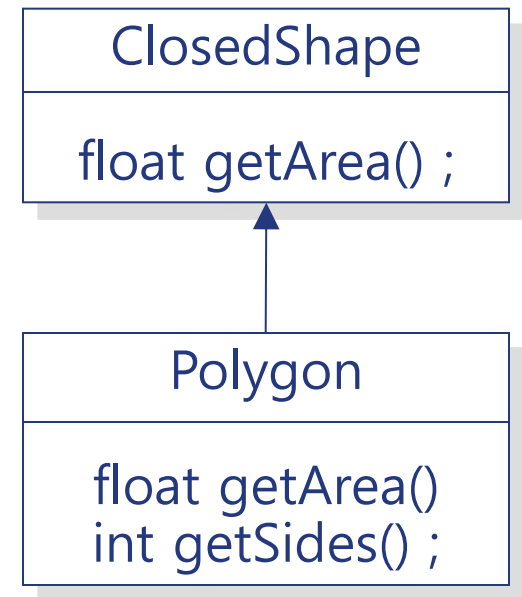 ClosedShape
float getArea() ;
Polygon
float getArea()
int getSides() ;